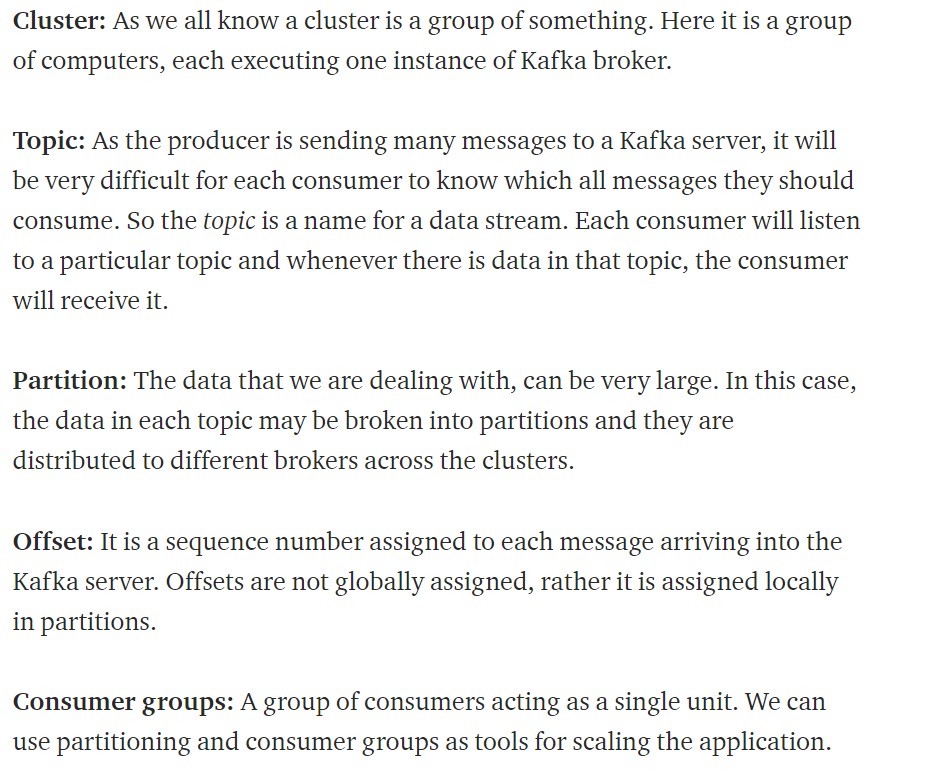 Cluster: As we all know a cluster is a group of something. Here it is a group
of computers, each executing one instance of Kafka broker.
Topic: As the producer is sending many messages to a Kafka server, it will
be very difficult for each consumer to know which all messages they should
consume. So the topic is a name for a data stream. Each consumer will listen
to a particular topic and whenever there is data in that topic, the consumer
will receive it.
Partition: The data that we are dealing with, can be very large. In this case,
the data in each topic may be broken into partitions and they are
distributed to different brokers across the clusters.
Offset: It is a sequence number assigned to each message arriving into the
Kafka server. Offsets are not globally assigned, rather it is assigned locally
in partitions.
Consumer groups: A group of consumers acting as a single unit. We can
use partitioning and consumer groups as tools for scaling the application.